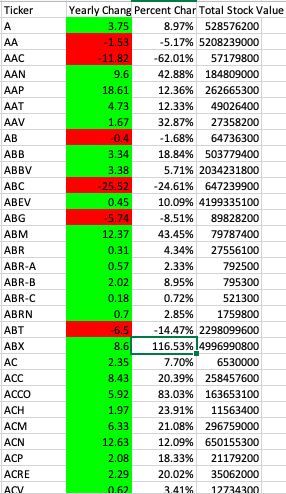 Ticker Yearly Chang Percent Chan Total Stock Value
A 3.75 8.97% 528576200
AA -1.53 -5.17% 5208239000
AAC -11.82 -62.01% 57179800
AAN 9.6 42.88% 184809000
AAP 18.61 12.36% 262665300
AAT 4.73 12.33% 49026400
AAV 1.67 32.87% 27358200
AB -0.4 -1.68% 64736300
ABB 3.34 18.84% 503779400
ABBV 3.38 5.71% 2034231800
ABC -25.52 -24.61% 647239900
ABEV 0.45 10.09% 4199335100
ABG -5.74 -8.51% 89828200
ABM 12.37 43.45% 79787400
ABR 0.31 4.34% 27556100
ABR-A 0.57 2.33% 792500
ABR-B 2.02 8.95% 795300
ABR-C 0.18 0.72% 521300
ABRN 0.7 2.85% 1759800
ABT -6.5 -14.47% 2298099600
ABX 8.6 116.53% 4996990800
AC 2.35 7.70% 6530000
ACC 8.43 20.39% 258457600
ACCO 5.92 83.03% 163653100
ACH 1.97 23.91% 11563400
ACM 6.33 21.08% 296759000
ACN 12.63 12.09% 650155300
ACP 2.08 18.33% 21179200
ACRE 2.29 20.02% 35062000
ACV 0.62 3.41% 12734300